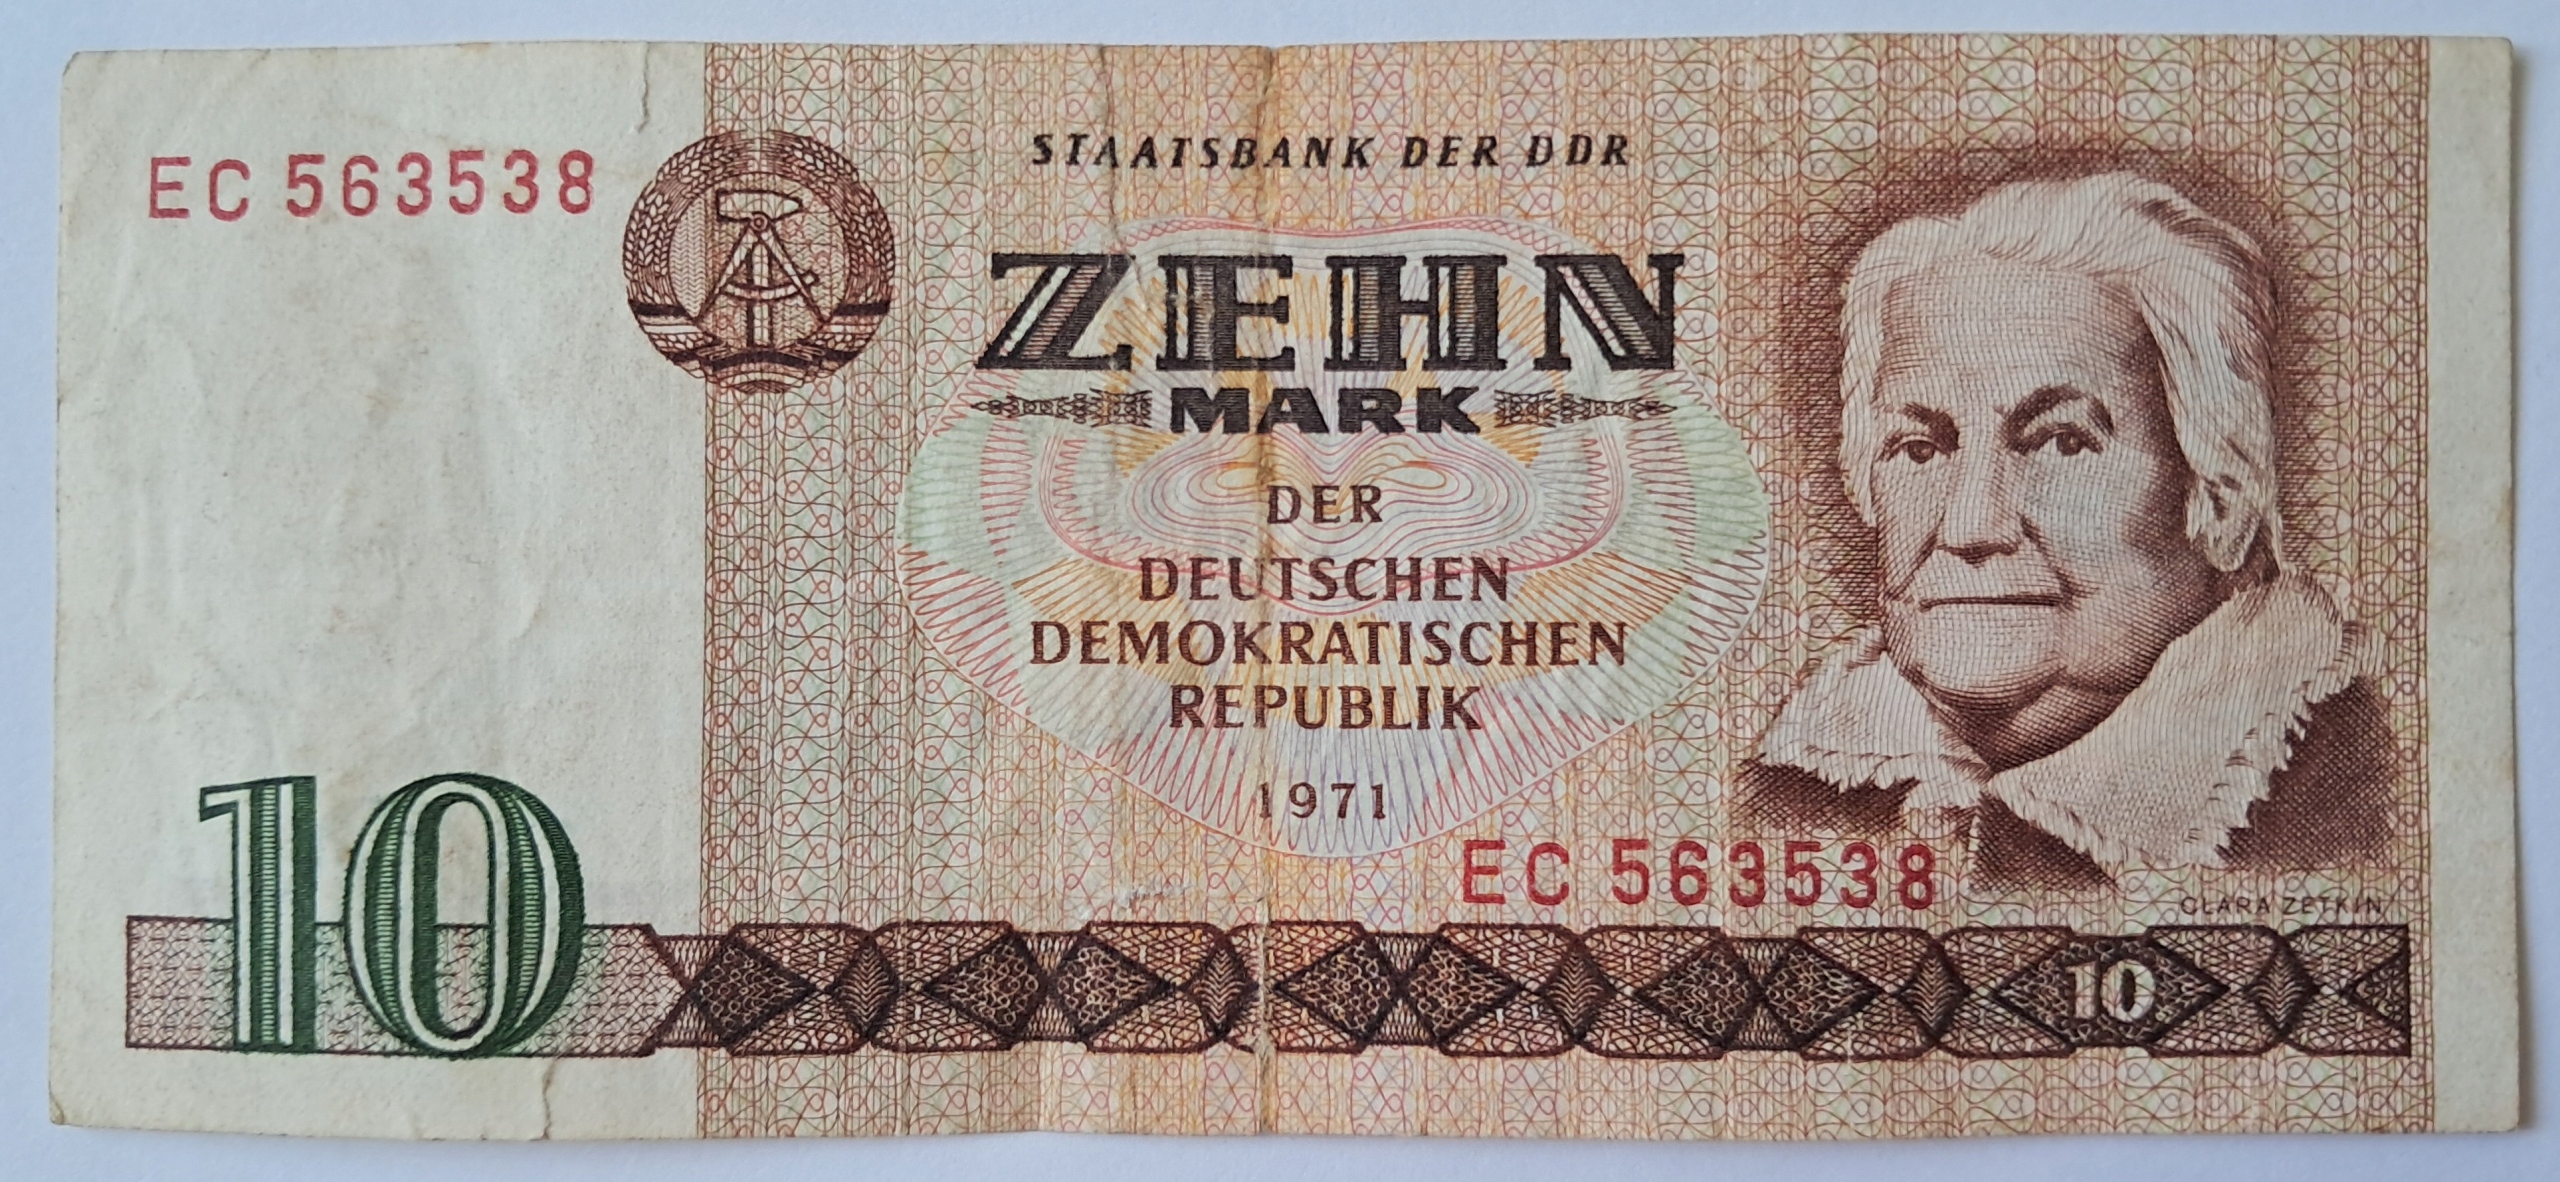 EC 563538
STAATSBANK DER DDR
ZEHN
MARK
DER
DEUTSCHEN
DEMOKRATISCHEN
REPUBLIK
1971
EC 563538
CLARA ZETKIN
10
10